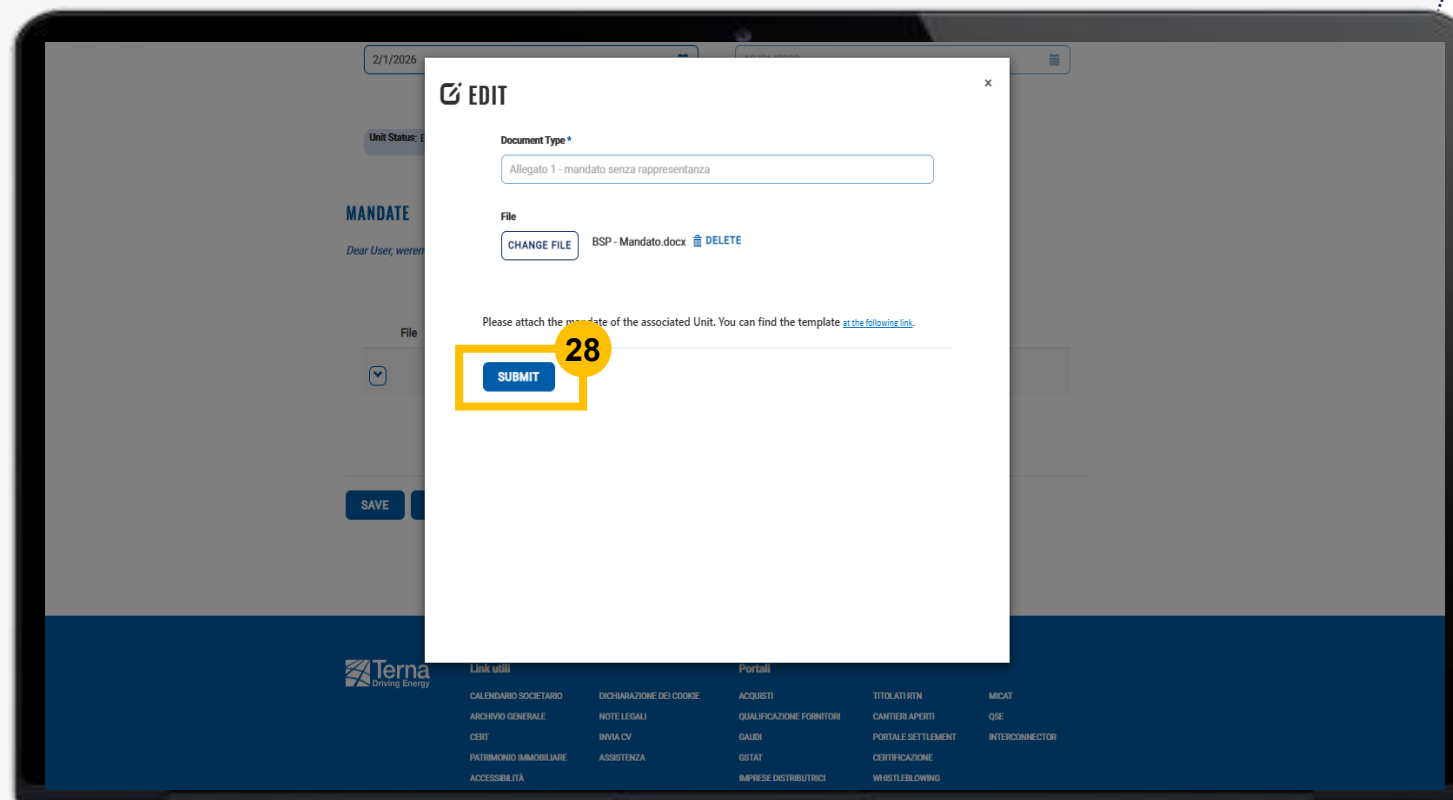 2/1/2026
EDIT
x
Unit Status: E
Document Type *
Allegato 1 - mandato senza rappresentanza
MANDATE
File
Dear User, weren
CHANGE FILE BSP - Mandato.docx DELETE
Please attach the mandate of the associated Unit. You can find the template at the following link.
File
28
SUBMIT
SAVE
Terna
Driving Energy
Link utili
Portali
CALENDARIO SOCIETARIO DICHIARAZIONE DEI COOKIE ACQUISTI TITOLATI RTN MICAT
ARCHIVIO GENERALE NOTE LEGALI QUALIFICAZIONE FORNITORI CANTIERI APERTI QSE
CERT INVIA CV GAUDI PORTALE SETTLEMENT INTERCONNECTOR
PATRIMONIO IMMOBILIARE ASSISTENZA GSTAT CERTIFICAZIONE
ACCESSIBILITÀ IMPRESE DISTRIBUTRICI WHISTLEBLOWING